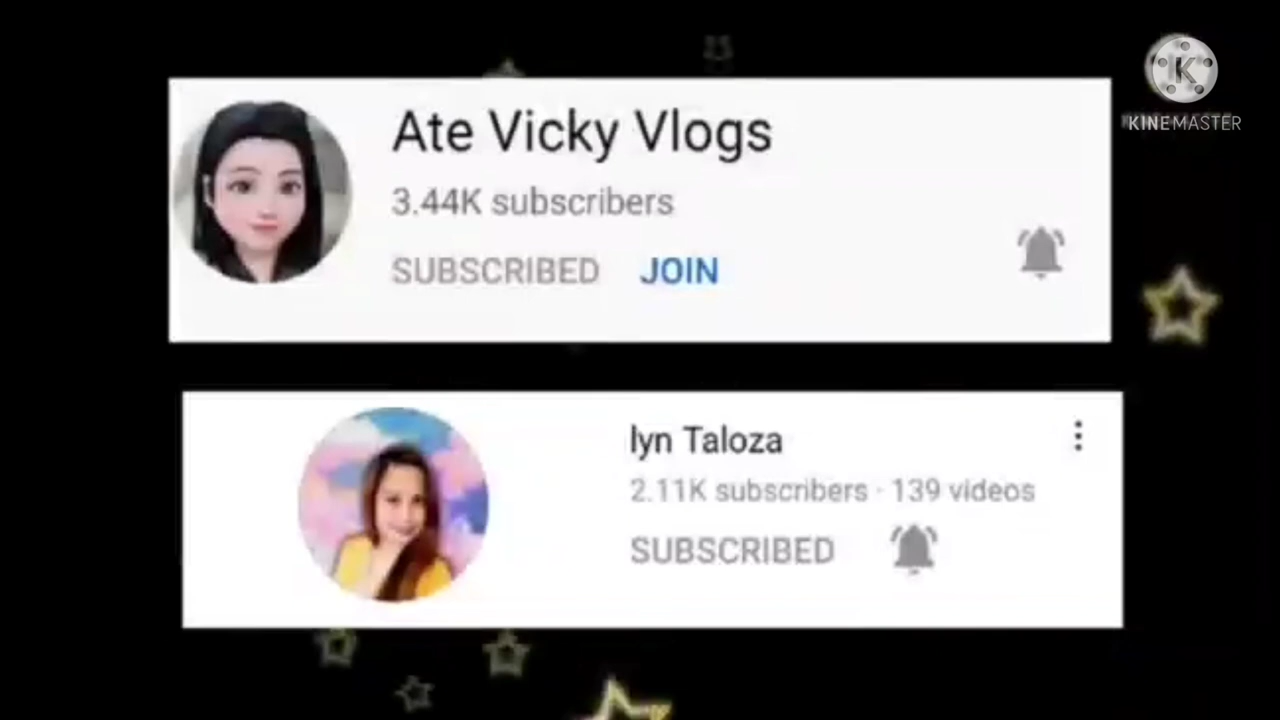 Ate Vicky Vlogs
3.44K subscribers
SUBSCRIBED JOIN
K
KINEMASTER
lyn Taloza
2.11K subscribers · 139 videos
SUBSCRIBED